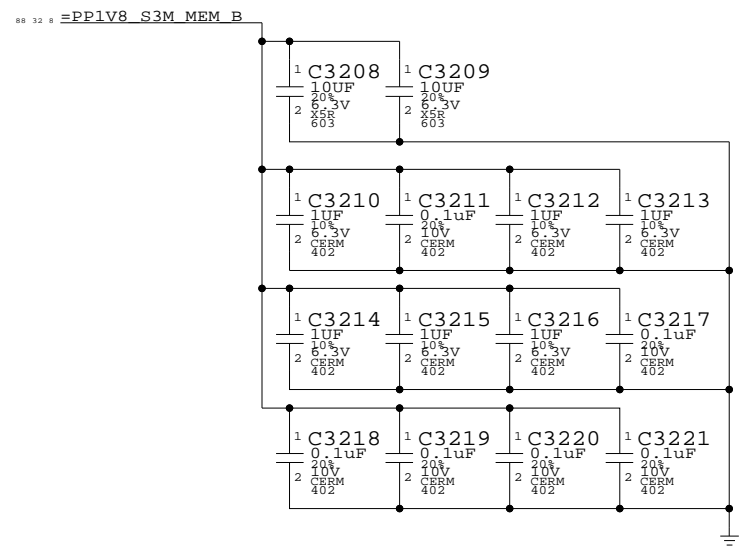 88 32 8 =PP1V8_S3M_MEM_B
1 C3208 1 C3209
10UF 10UF
20% 20%
6.3V 6.3V
2 X5R 2 X5R
603 603
1 C3210 1 C3211 1 C3212 1 C3213
1UF 0.1uF 1UF 1UF
10% 20% 10% 10%
6.3V 10V 6.3V 6.3V
2 CERM 2 CERM 2 CERM 2 CERM
402 402 402 402
1 C3214 1 C3215 1 C3216 1 C3217
1UF 1UF 1UF 0.1uF
10% 10% 10% 20%
6.3V 6.3V 6.3V 10V
2 CERM 2 CERM 2 CERM 2 CERM
402 402 402 402
1 C3218 1 C3219 1 C3220 1 C3221
0.1uF 0.1uF 0.1uF 0.1uF
20% 20% 20% 20%
10V 10V 10V 10V
2 CERM 2 CERM 2 CERM 2 CERM
402 402 402 402